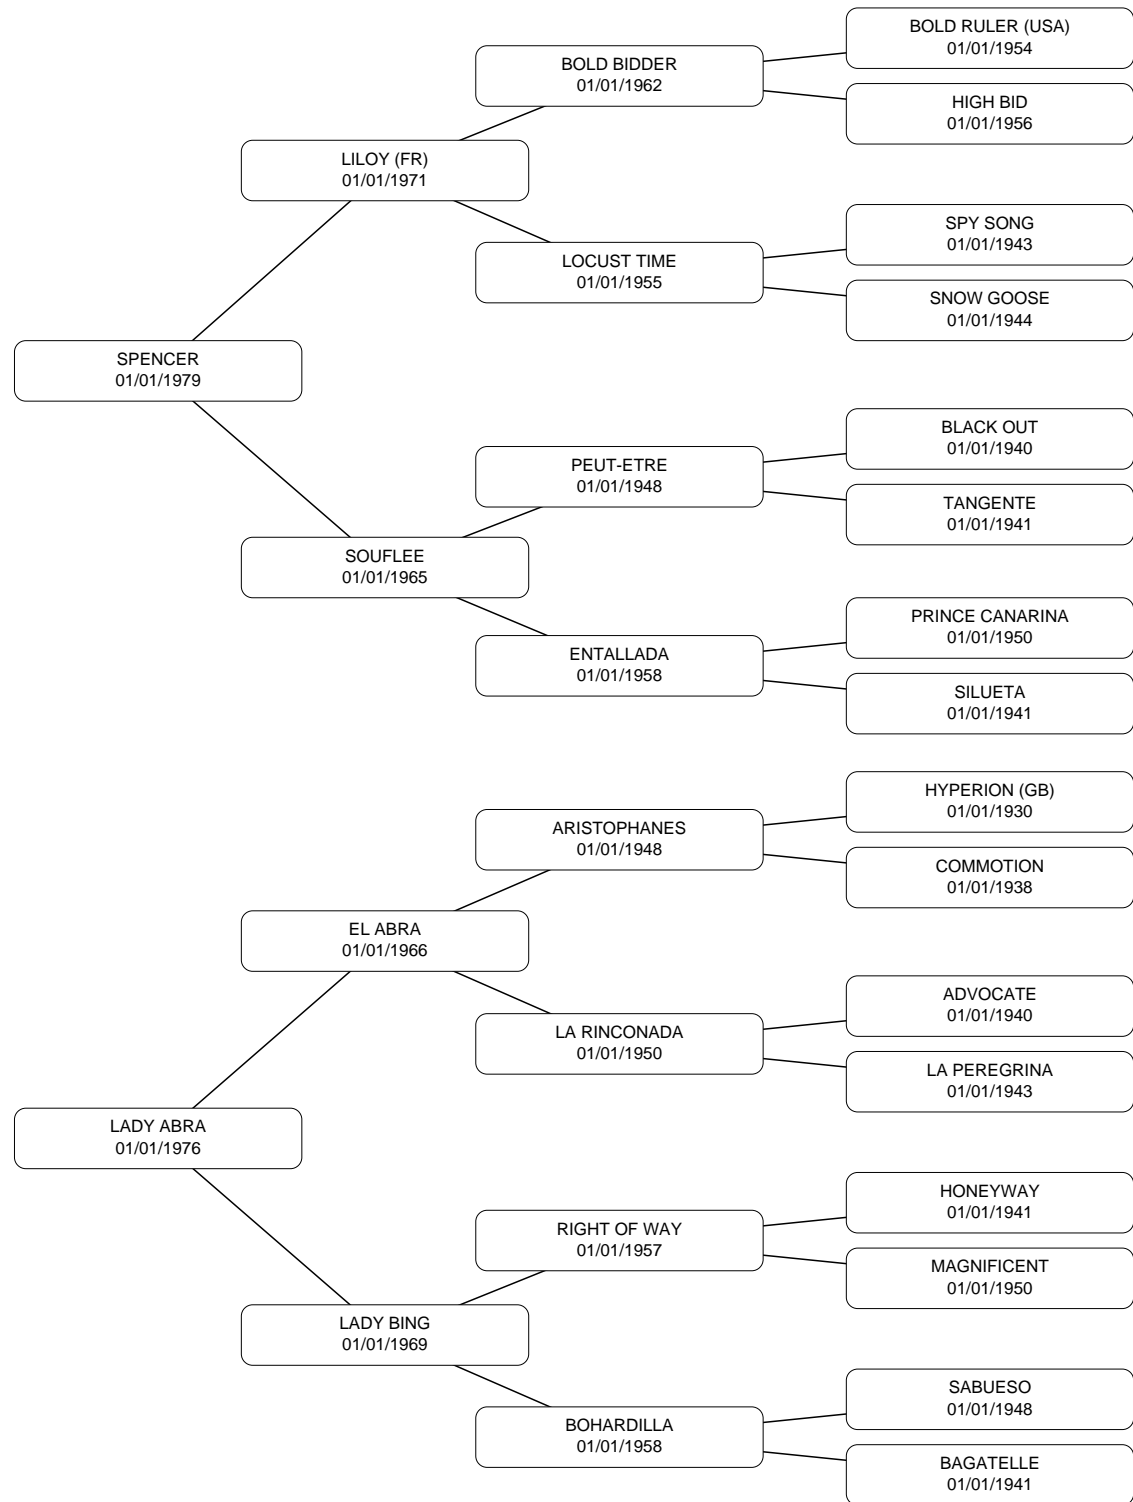 BOLD RULER (USA)
01/01/1954
BOLD BIDDER
01/01/1962
HIGH BID
01/01/1956
LILOY (FR)
01/01/1971
SPY SONG
01/01/1943
LOCUST TIME
01/01/1955
SNOW GOOSE
01/01/1944
SPENCER
01/01/1979
BLACK OUT
01/01/1940
PEUT-ETRE
01/01/1948
TANGENTE
01/01/1941
SOUFLEE
01/01/1965
PRINCE CANARINA
01/01/1950
ENTALLADA
01/01/1958
SILUETA
01/01/1941
HYPERION (GB)
01/01/1930
ARISTOPHANES
01/01/1948
COMMOTION
01/01/1938
EL ABRA
01/01/1966
ADVOCATE
01/01/1940
LA RINCONADA
01/01/1950
LA PEREGRINA
01/01/1943
LADY ABRA
01/01/1976
HONEYWAY
01/01/1941
RIGHT OF WAY
01/01/1957
MAGNIFICENT
01/01/1950
LADY BING
01/01/1969
SABUESO
01/01/1948
BOHARDILLA
01/01/1958
BAGATELLE
01/01/1941